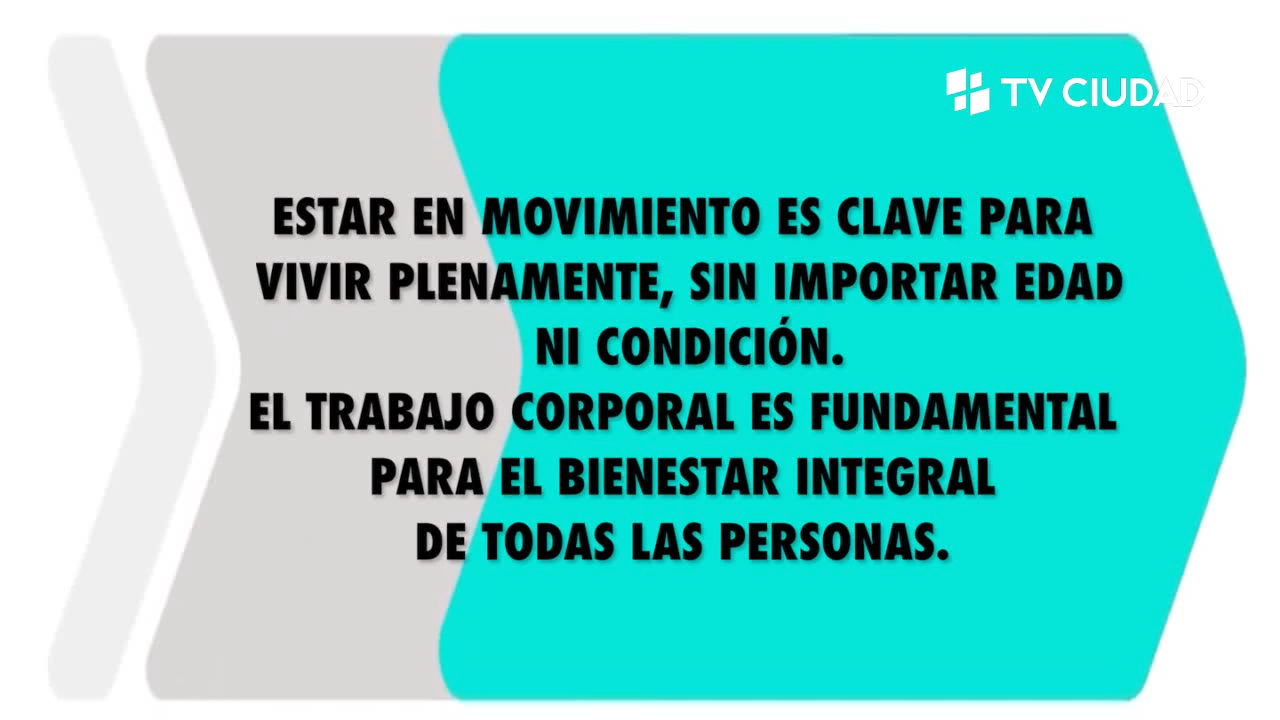 TV CIUDAD
ESTAR EN MOVIMIENTO ES CLAVE PARA
VIVIR PLENAMENTE, SIN IMPORTAR EDAD
NI CONDICIÓN.
EL TRABAJO CORPORAL ES FUNDAMENTAL
PARA EL BIENESTAR INTEGRAL
DE TODAS LAS PERSONAS.